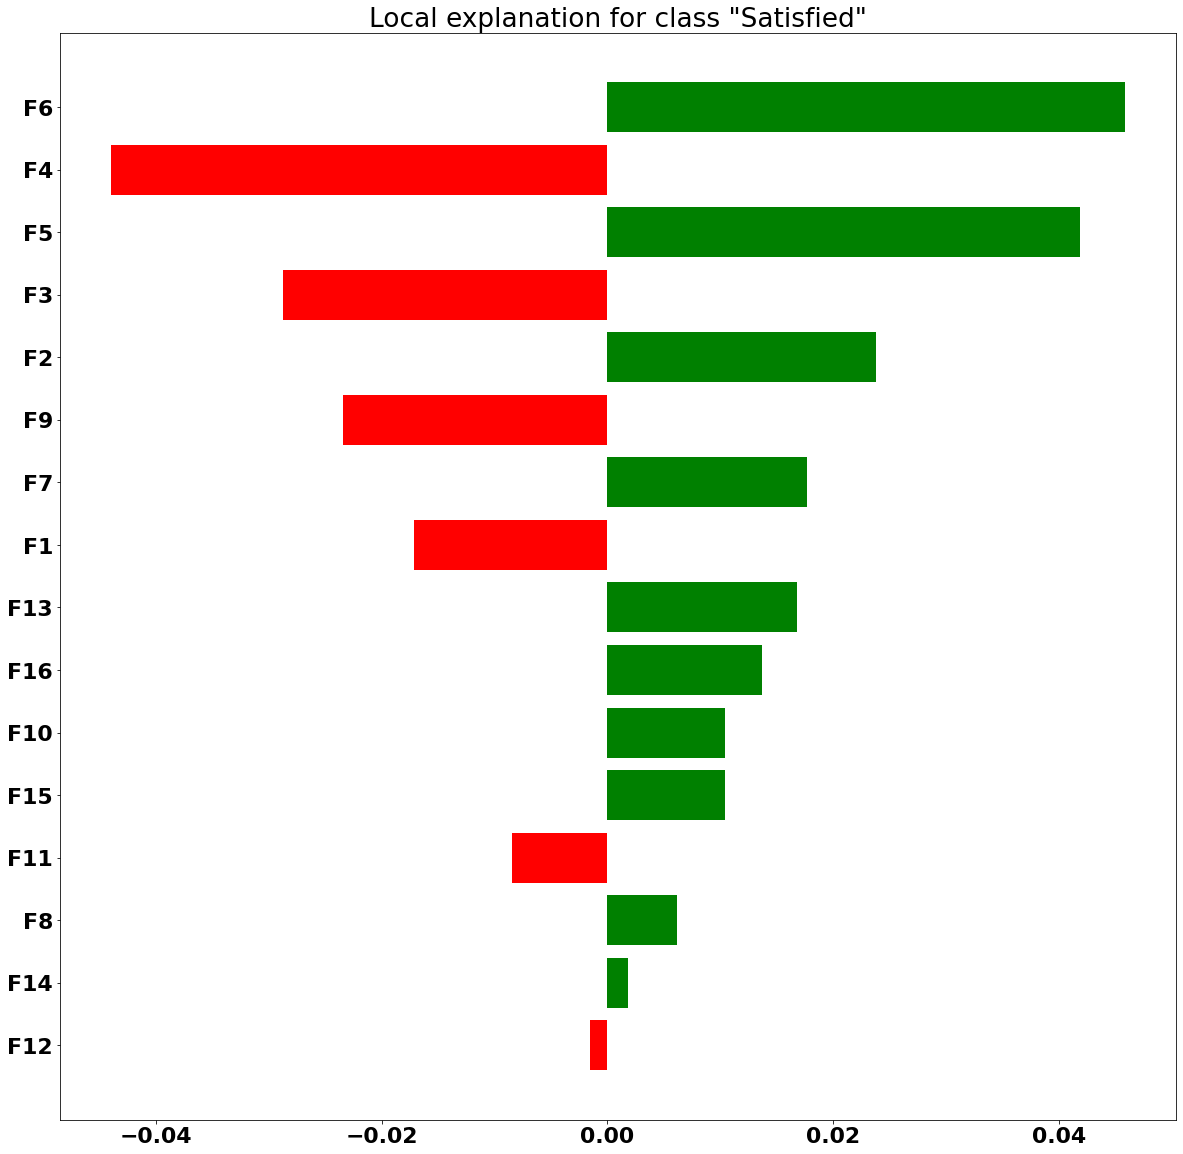 Local explanation for class "Satisfied"
F6
F4
F5
F3
F2
F9
F7
F1
F13
F16
F10
F15
F11
F8
F14
F12
−0.04 −0.02 0.00 0.02 0.04